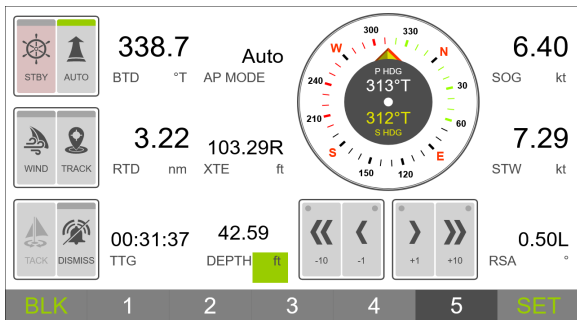 STBY
AUTO
338.7
BTD °T
Auto
AP MODE
W
300
330
N
240
30
210
60
S
150
120
E
P HDG
313°T
312°T
S HDG
6.40
SOG kt
WIND
TRACK
3.22
RTD nm
103.29R
XTE ft
7.29
STW kt
TACK
DISMISS
00:31:37
TTG
42.59
DEPTH ft
-10
-1
+1
+10
0.50L
RSA °
BLK 1 2 3 4 5 SET